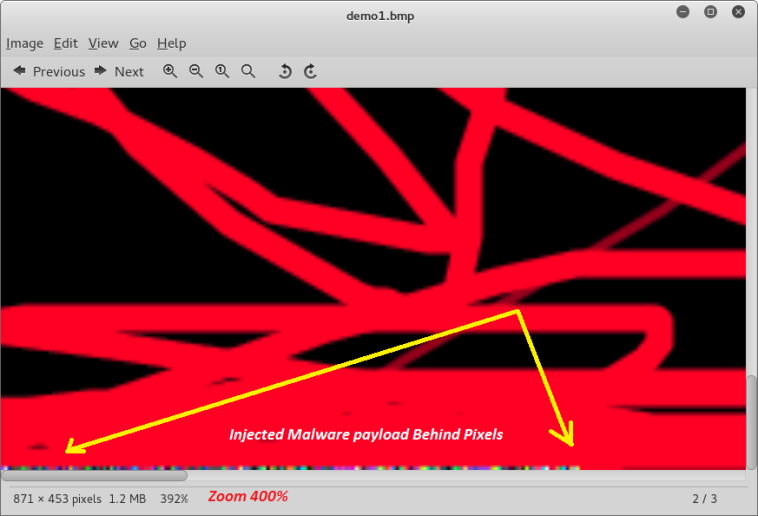 demo1.bmp
Image Edit View Go Help
Previous Next
Injected Malware payload Behind Pixels
871 × 453 pixels 1.2 MB 392% Zoom 400% 2 / 3